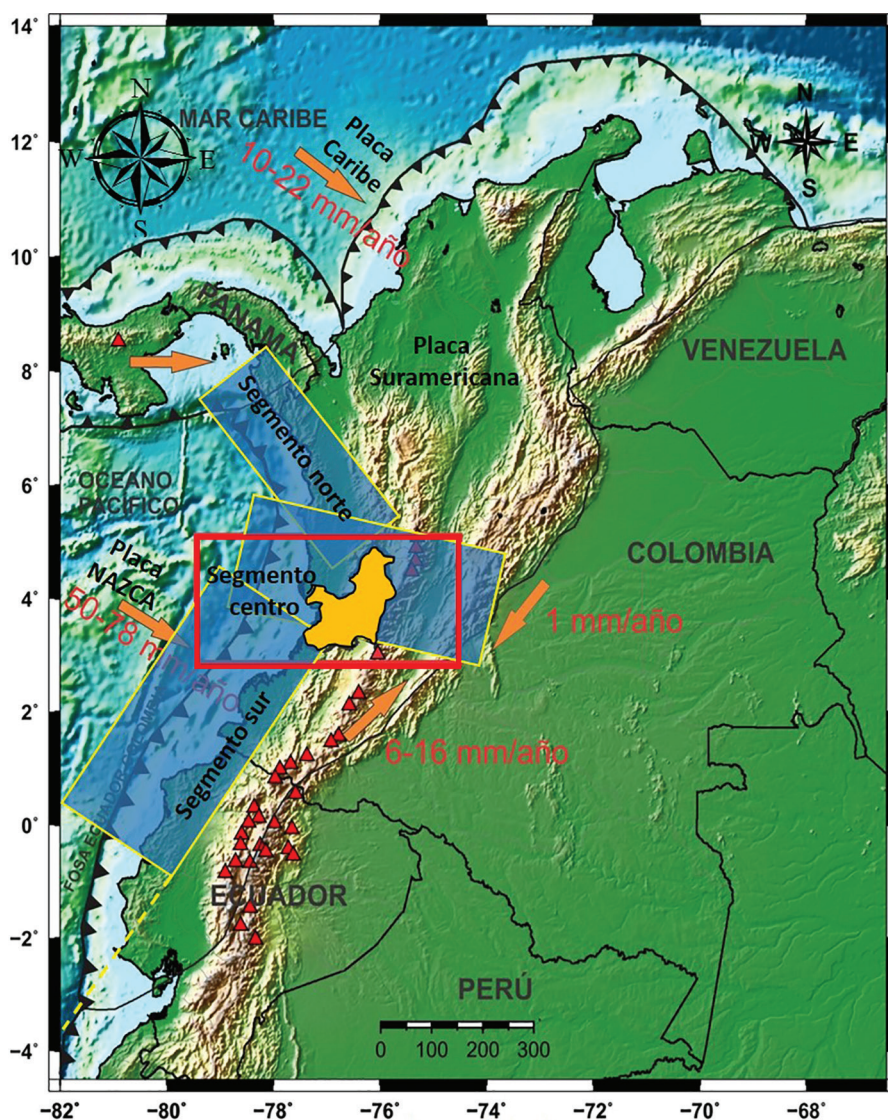 14°
12°
10°
8°
6°
4°
2°
0°
−2°
−4°
N
W
E
S
MAR CARIBE
Placa
Caribe
10-22 mm/año
N
W
E
S
PANAMA
Placa
Suramericana
VENEZUELA
Segmento norte
OCEANO
PACIFICO
COLOMBIA
Placa
NAZCA
50-78 mm/año
Segmento
centro
1 mm/año
6-16 mm/año
Segmento sur
FOSA ECUADOR-COLOMBIA
ECUADOR
PERÚ
0 100 200 300
−82 −80 −78 −76 −74 −72 −70 −68